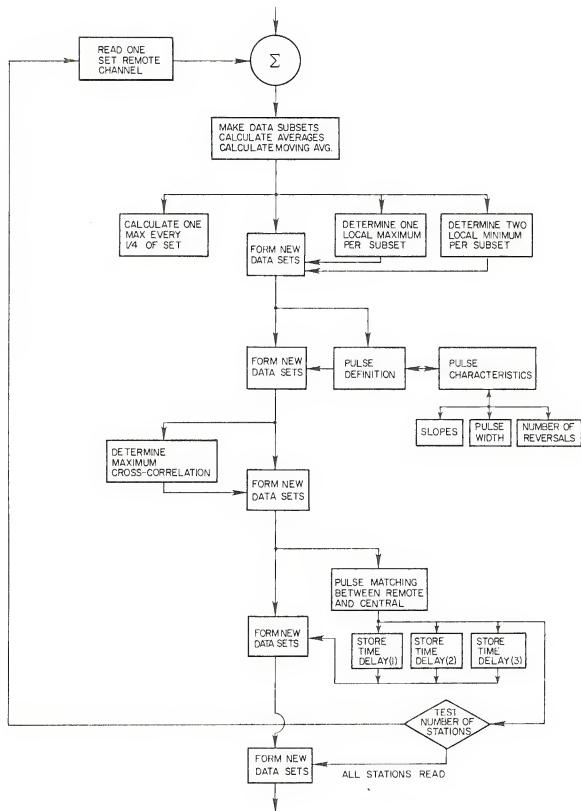 READ ONE
SET REMOTE
CHANNEL
Σ
MAKE DATA SUBSETS
CALCULATE AVERAGES
CALCULATE MOVING AVG.
CALCULATE ONE
MAX EVERY
1/4 OF SET
FORM NEW
DATA SETS
DETERMINE ONE
LOCAL MAXIMUM
PER SUBSET
DETERMINE TWO
LOCAL MINIMUM
PER SUBSET
FORM NEW
DATA SETS
PULSE
DEFINITION
PULSE
CHARACTERISTICS
SLOPES
PULSE
WIDTH
NUMBER OF
REVERSALS
DETERMINE
MAXIMUM
CROSS-CORRELATION
FORM NEW
DATA SETS
PULSE MATCHING
BETWEEN REMOTE
AND CENTRAL
FORM NEW
DATA SETS
STORE
TIME
DELAY(1)
STORE
TIME
DELAY(2)
STORE
TIME
DELAY(3)
TEST
NUMBER OF
STATIONS
FORM NEW
DATA SETS
ALL STATIONS READ